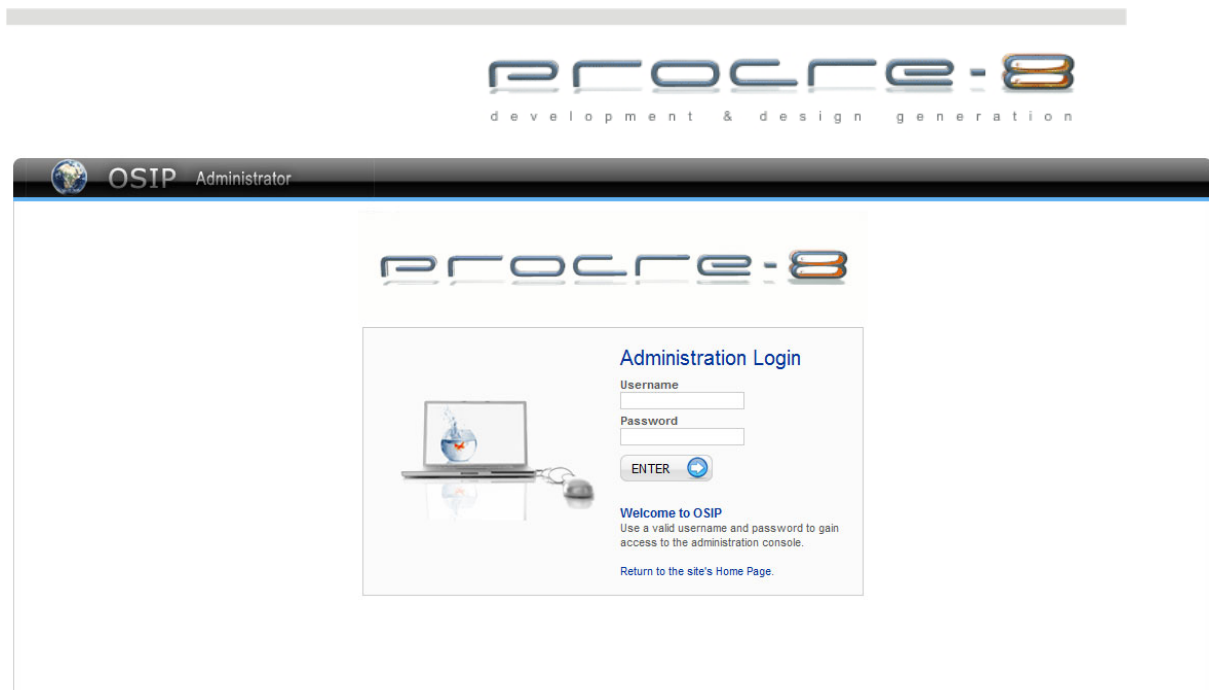 procre-8
development & design generation
OSIP Administrator
procre-8
Administration Login
Username
Password
ENTER
Welcome to OSIP
Use a valid username and password to gain
access to the administration console.
Return to the site's Home Page.